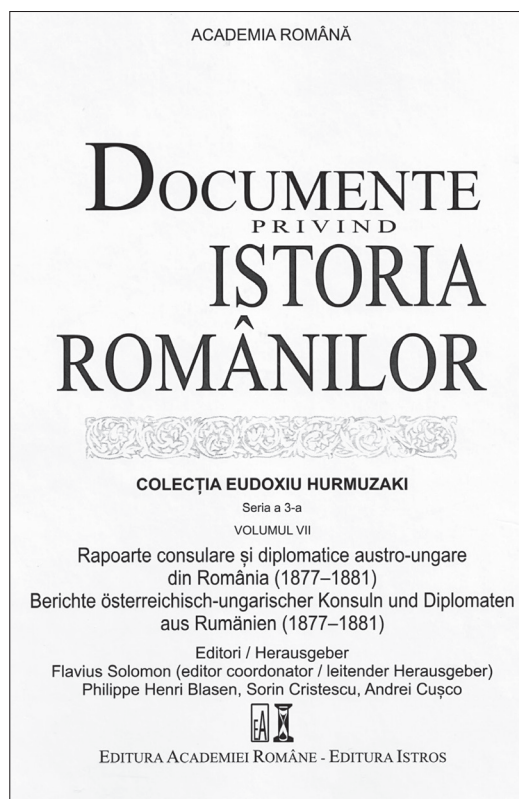 ACADEMIA ROMÂNĂ
DOCUMENTE
PRIVIND
ISTORIA
ROMÂNILOR
COLECȚIA EUDOXIU HURMUZAKI
Seria a 3-a
VOLUMUL VII
Rapoarte consulare și diplomatice austro-ungare
din România (1877–1881)
Berichte österreichisch-ungarischer Konsuln und Diplomaten
aus Rumänien (1877–1881)
Editori / Herausgeber
Flavius Solomon (editor coordonator / leitender Herausgeber)
Philippe Henri Blasen, Sorin Cristescu, Andrei Cușco
EA
EDITURA ACADEMIEI ROMÂNE - EDITURA ISTROS